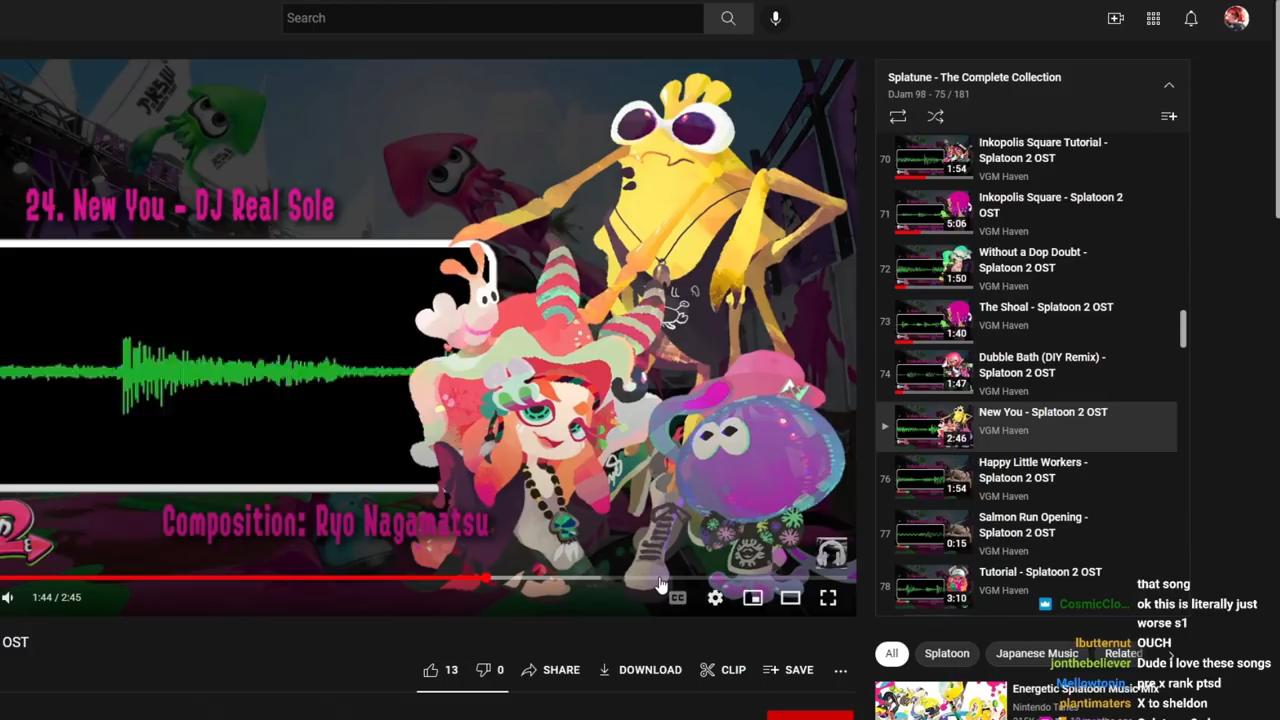 Search
24. New You - DJ Real Sole
Composition: Ryo Nagamatsu
2
1:44 / 2:45
CC
OST
13
0
SHARE
DOWNLOAD
CLIP
SAVE
Splatune - The Complete Collection
DJam 98 - 75 / 181
70
Inkopolis Square Tutorial -
Splatoon 2 OST
VGM Haven
1:54
71
Inkopolis Square - Splatoon 2
OST
VGM Haven
5:06
72
Without a Dop Doubt -
Splatoon 2 OST
VGM Haven
1:50
73
The Shoal - Splatoon 2 OST
VGM Haven
1:40
74
Dubble Bath (DIY Remix) -
Splatoon 2 OST
VGM Haven
1:47
New You - Splatoon 2 OST
VGM Haven
2:46
76
Happy Little Workers -
Splatoon 2 OST
VGM Haven
1:54
77
Salmon Run Opening -
Splatoon 2 OST
VGM Haven
0:15
78
Tutorial - Splatoon 2 OST
VGM Haven
3:10
All
Splatoon
Japanese Music
Related
Energetic Splatoon Music Mix
Nintendo Tunes
that song
CosmicClo... ok this is literally just
worse s1
lbutternut OUCH
jonthebeliever Dude i love these songs
Mellowtopin pre x rank ptsd
plantimaters X to sheldon